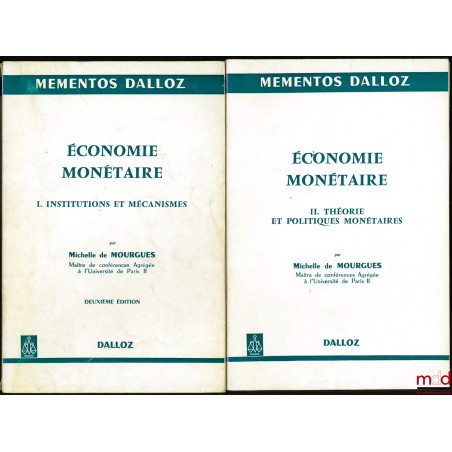 MEMENTOS DALLOZ
ÉCONOMIE
MONÉTAIRE
I. INSTITUTIONS ET MÉCANISMES
par
Michelle de MOURGUES
Maître de conférences Agrégée
à l'Université de Paris II
DEUXIÈME ÉDITION
DALLOZ
MEMENTOS DALLOZ
ÉCONOMIE
MONÉTAIRE
II. THÉORIE
ET POLITIQUES MONÉTAIRES
par
Michelle de MOURGUES
Maître de conférences Agrégée
à l'Université de Paris II
DALLOZ
mdd